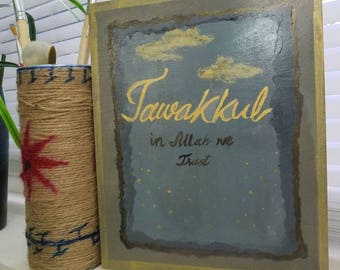 Tawakkul
in Allah we
Trust